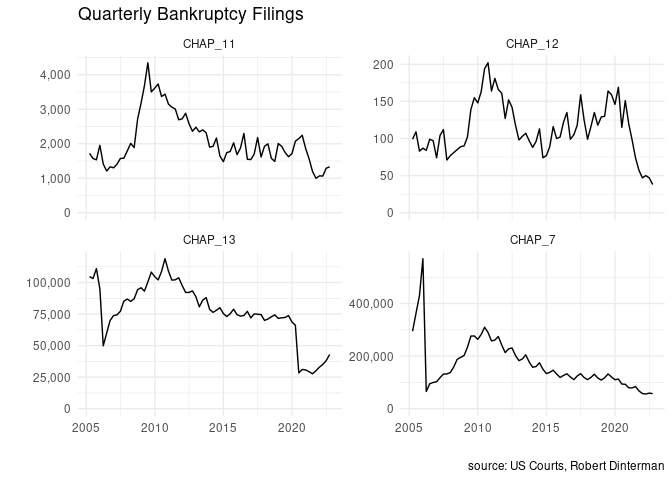 Quarterly Bankruptcy Filings
CHAP_11
CHAP_12
4,000
3,000
2,000
1,000
0
200
150
100
50
0
CHAP_13
CHAP_7
100,000
75,000
50,000
25,000
0
400,000
200,000
0
2005 2010 2015 2020
2005 2010 2015 2020
source: US Courts, Robert Dinterman